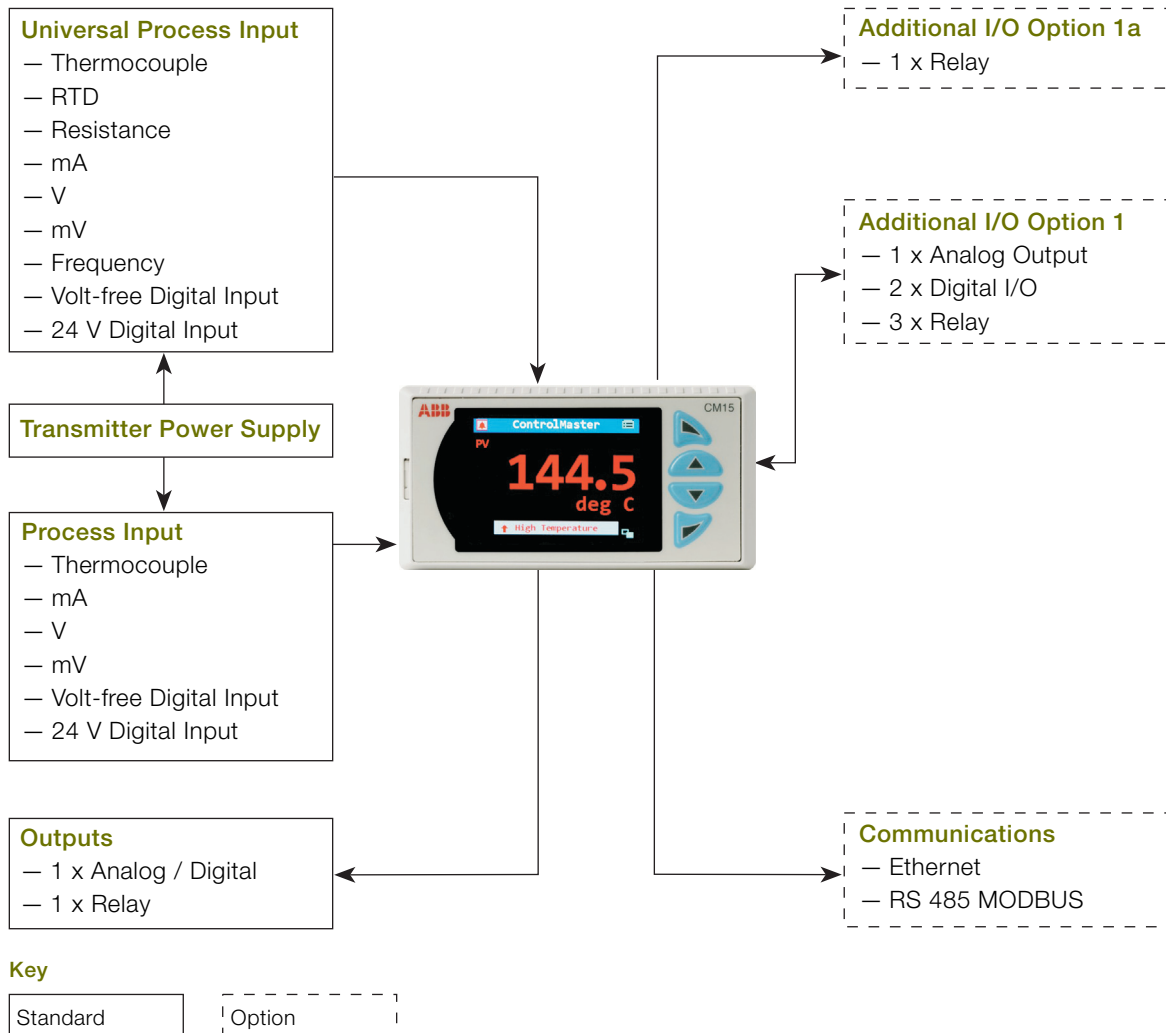 Universal Process Input
— Thermocouple
— RTD
— Resistance
— mA
— V
— mV
— Frequency
— Volt-free Digital Input
— 24 V Digital Input
Transmitter Power Supply
Process Input
— Thermocouple
— mA
— V
— mV
— Volt-free Digital Input
— 24 V Digital Input
Outputs
— 1 x Analog / Digital
— 1 x Relay
ABB
CM15
ControlMaster
PV
144.5
deg C
High Temperature
Additional I/O Option 1a
— 1 x Relay
Additional I/O Option 1
— 1 x Analog Output
— 2 x Digital I/O
— 3 x Relay
Communications
— Ethernet
— RS 485 MODBUS
Key
Standard
Option